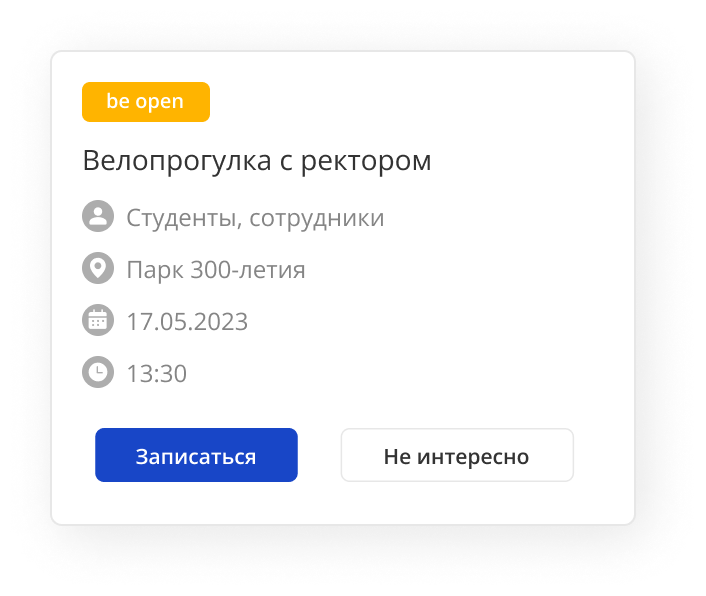 be open
Велопрогулка с ректором
Студенты, сотрудники
Парк 300-летия
17.05.2023
13:30
Записаться
Не интересно